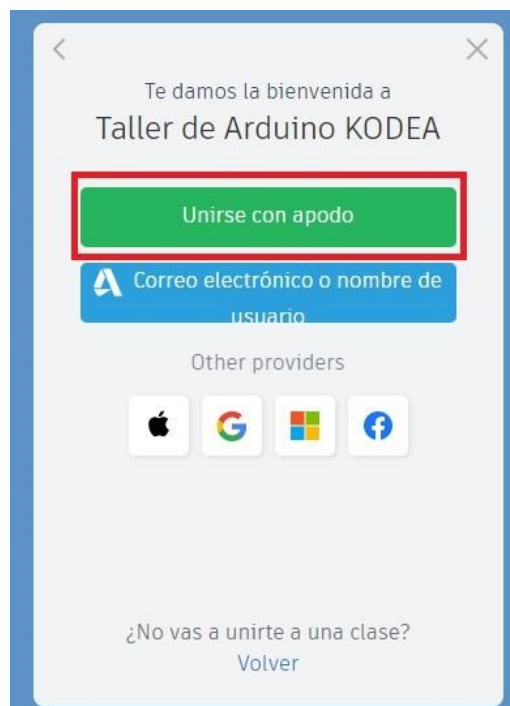 Te damos la bienvenida a
Taller de Arduino KODEA
Unirse con apodo
Correo electrónico o nombre de
usuario
Other providers
¿No vas a unirte a una clase?
Volver